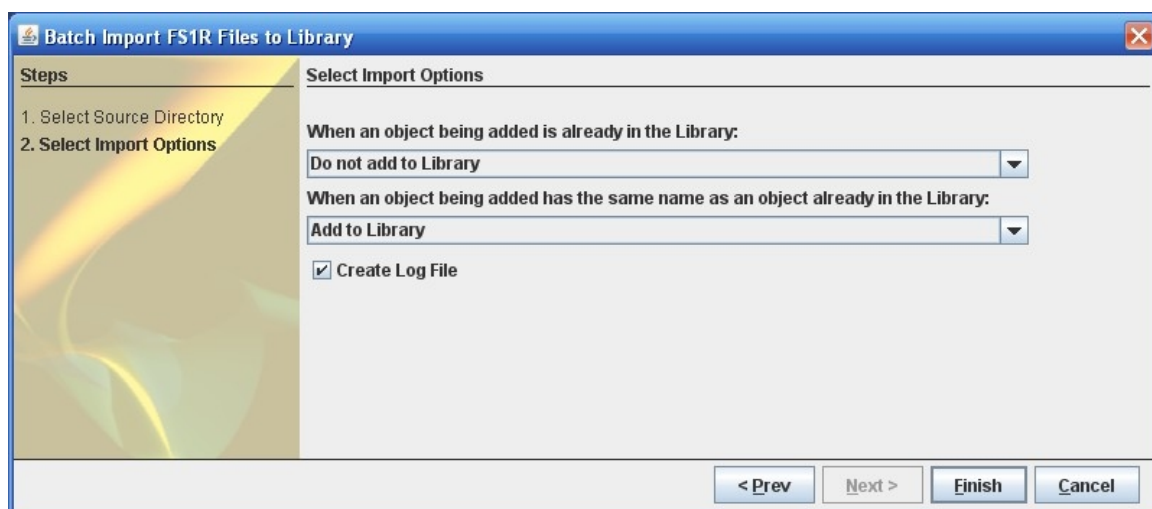 Batch Import FS1R Files to Library
Steps
1. Select Source Directory
2. Select Import Options
Select Import Options
When an object being added is already in the Library:
Do not add to Library
When an object being added has the same name as an object already in the Library:
Add to Library
Create Log File
< Prev
Next >
Finish
Cancel